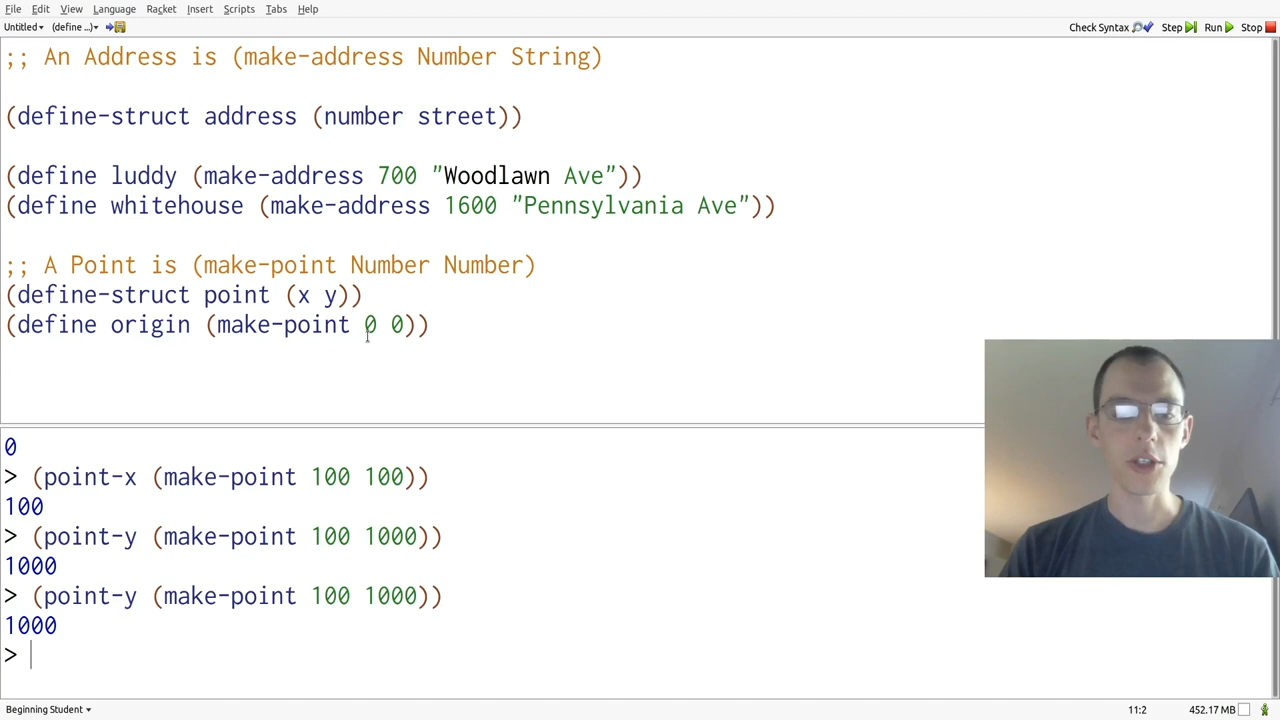 File Edit View Language Racket Insert Scripts Tabs Help
Untitled (define ...) Check Syntax Step Run Stop
;; An Address is (make-address Number String)
(define-struct address (number street))
(define luddy (make-address 700 "Woodlawn Ave"))
(define whitehouse (make-address 1600 "Pennsylvania Ave"))
;; A Point is (make-point Number Number)
(define-struct point (x y))
(define origin (make-point 0 0))
0
> (point-x (make-point 100 100))
100
> (point-y (make-point 100 1000))
1000
> (point-y (make-point 100 1000))
1000
>
Beginning Student 11:2 452.17 MB